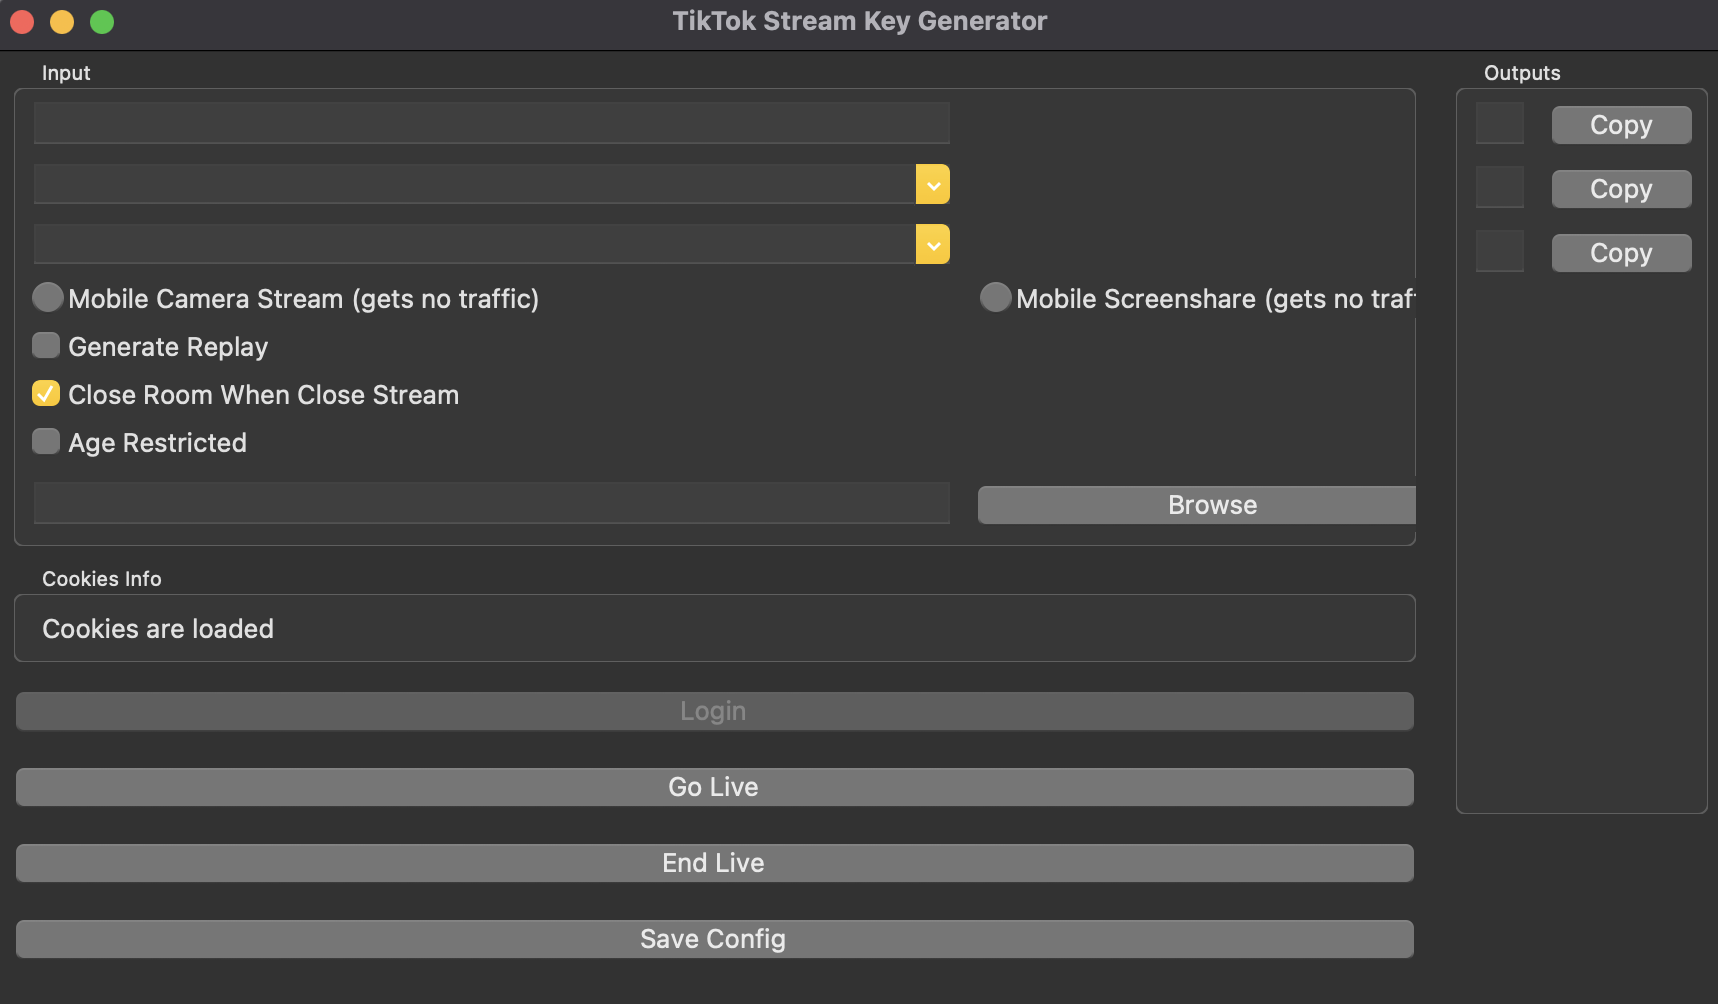 TikTok Stream Key Generator
Input
Outputs
Copy
Copy
Copy
Mobile Camera Stream (gets no traffic)
Mobile Screenshare (gets no traf
Generate Replay
Close Room When Close Stream
Age Restricted
Browse
Cookies Info
Cookies are loaded
Login
Go Live
End Live
Save Config